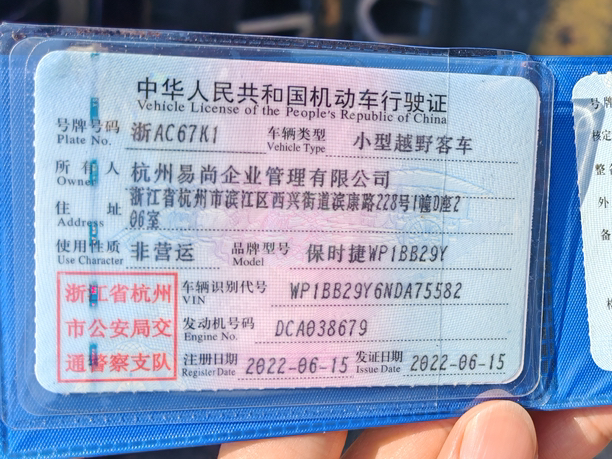 中华人民共和国机动车行驶证
Vehicle License of the People's Republic of China
号牌号码 浙AC67K1 车辆类型 小型越野客车
Plate No. Vehicle Type
所有人 杭州易尚企业管理有限公司
Owner
住址 浙江省杭州市滨江区西兴街道滨康路228号1幢D座2
Address 06室
使用性质 非营运 品牌型号 保时捷WP1BB29Y
Use Character Model
浙江省杭州
市公安局交
通警察支队
车辆识别代号 WP1BB29Y6NDA75582
VIN
发动机号码 DCA038679
Engine No.
注册日期 2022-06-15 发证日期 2022-06-15
Register Date Issue Date
号牌
核定
整备
外
备